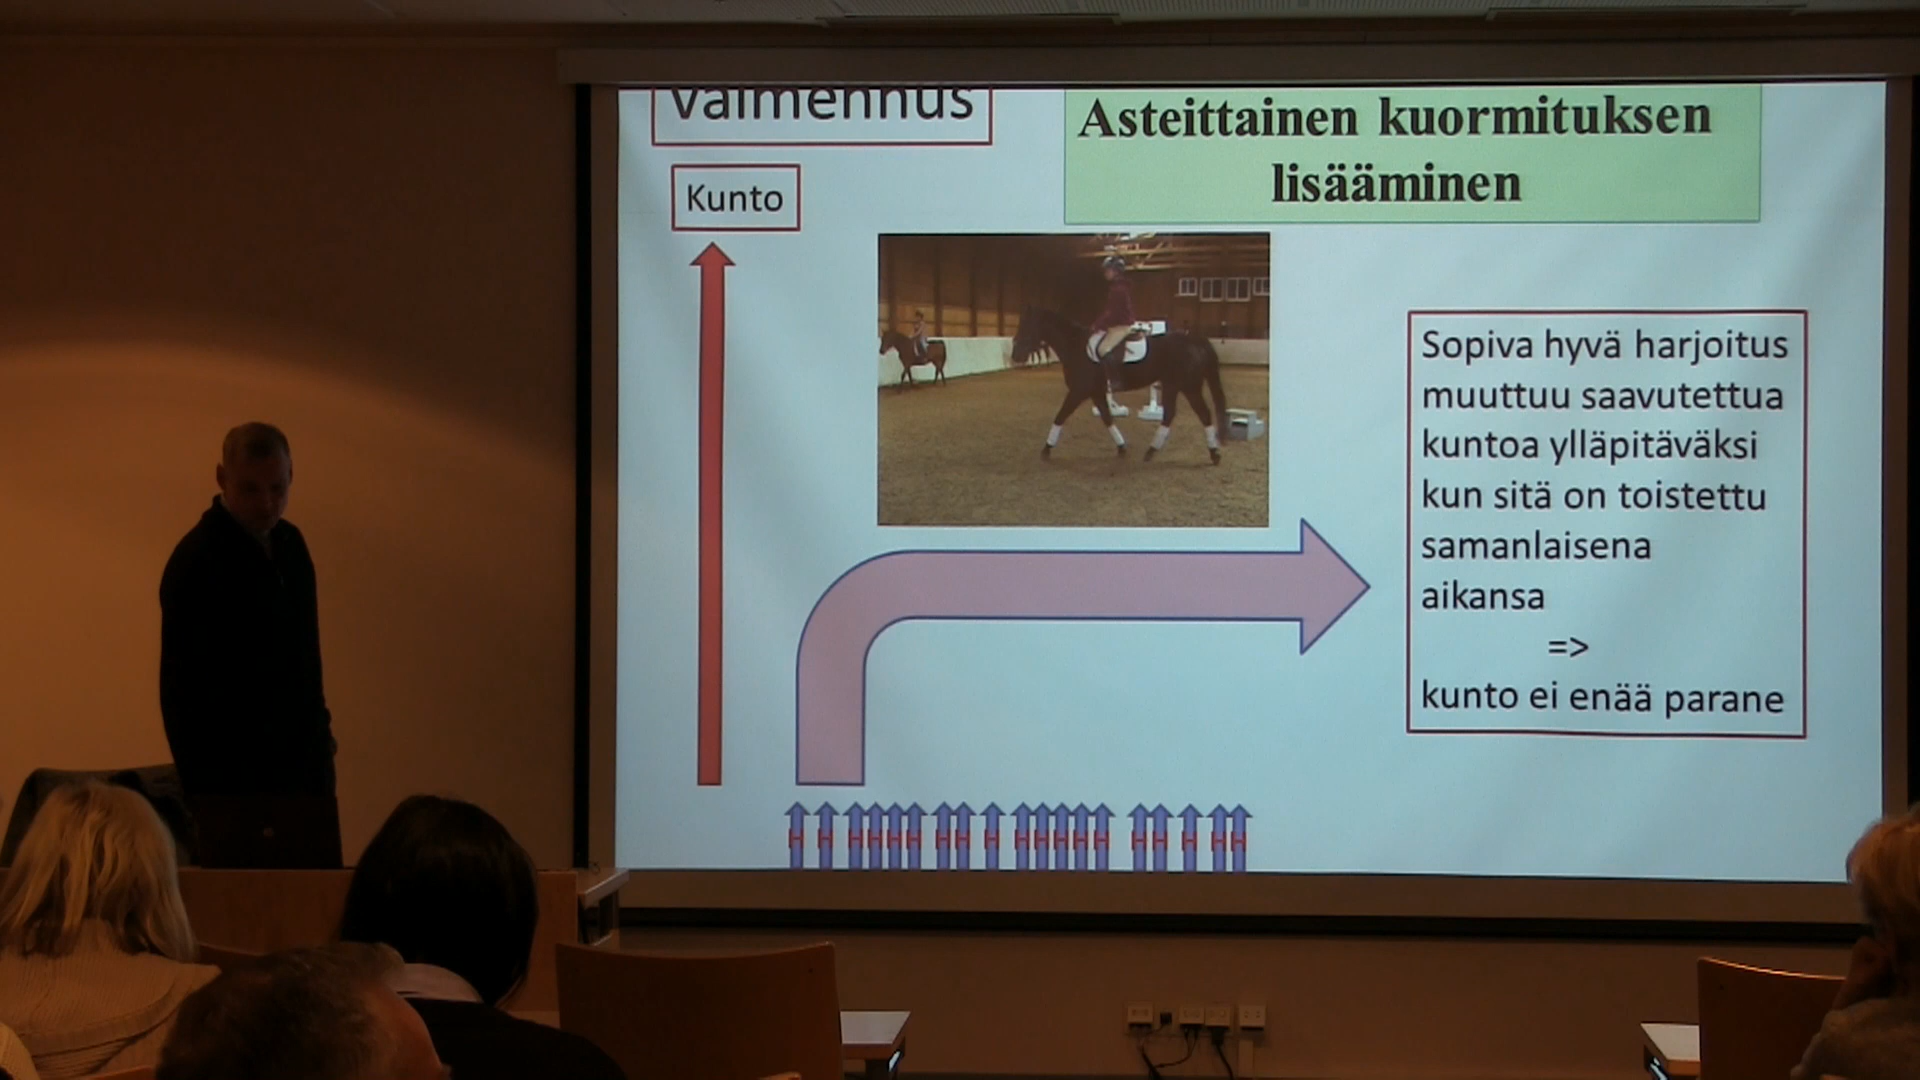 Valmennus
Asteittainen kuormituksen
lisääminen
Kunto
Sopiva hyvä harjoitus
muuttuu saavutettua
kuntoa ylläpitäväksi
kun sitä on toistettu
samanlaisena
aikansa
=>
kunto ei enää parane
H H H H H H H H H H H H H H H H H H H